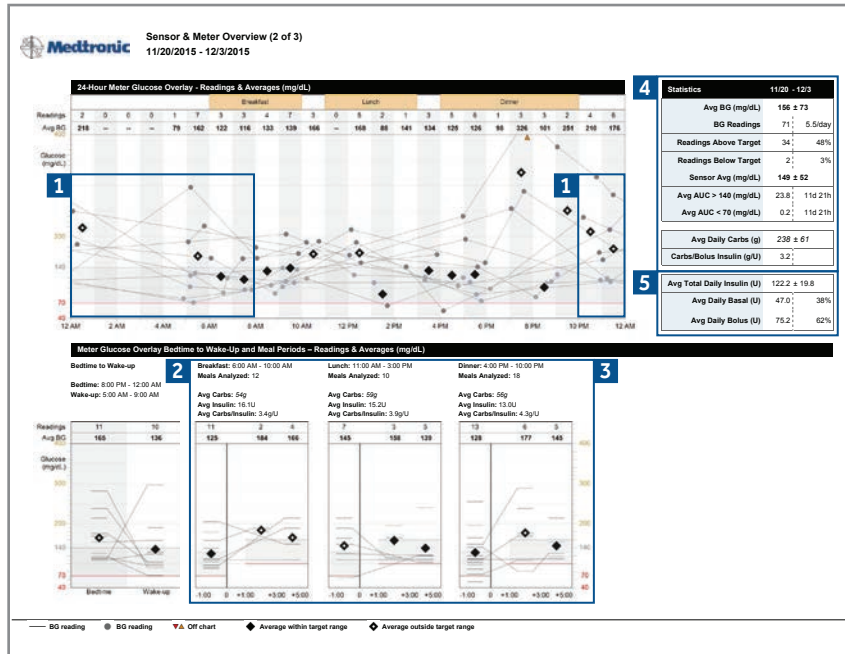 Medtronic
Sensor & Meter Overview (2 of 3)
11/20/2015 - 12/3/2015
24-Hour Meter Glucose Overlay - Readings & Averages (mg/dL)
Breakfast Lunch Dinner
Readings 2 0 0 0 1 7 3 3 4 7 3 0 5 1 3 5 3 3 2 4 6
Avg BG 218 -- -- -- 79 162 122 116 133 139 166 -- 168 88 141 134 125 126 326 101 251 210 176
400
Glucose
(mg/dL)
1 1
230
140
70
40
12 AM 2 AM 4 AM 6 AM 8 AM 10 AM 12 PM 2 PM 4 PM 6 PM 8 PM 10 PM 12 AM
4
Statistics 11/20 - 12/3
Avg BG (mg/dL) 156 ± 73
BG Readings 71 5.5/day
Readings Above Target 34 48%
Readings Below Target 2 3%
Sensor Avg (mg/dL) 149 ± 52
Avg AUC > 140 (mg/dL) 23.8 11d 21h
Avg AUC < 70 (mg/dL) 0.2 11d 21h
Avg Daily Carbs (g) 238 ± 61
Carbs/Bolus Insulin (g/U) 3.2
5
Avg Total Daily Insulin (U) 122.2 ± 19.8
Avg Daily Basal (U) 47.0 38%
Avg Daily Bolus (U) 75.2 62%
Meter Glucose Overlay Bedtime to Wake-Up and Meal Periods – Readings & Averages (mg/dL)
Bedtime to Wake-up
Bedtime: 8:00 PM - 12:00 AM
Wake-up: 5:00 AM - 9:00 AM
2
Breakfast: 6:00 AM - 10:00 AM
Meals Analyzed: 12
Avg Carbs: 54g
Avg Insulin: 16.1U
Avg Carbs/Insulin: 3.4g/U
Lunch: 11:00 AM - 3:00 PM
Meals Analyzed: 10
Avg Carbs: 59g
Avg Insulin: 15.2U
Avg Carbs/Insulin: 3.9g/U
Dinner: 4:00 PM - 10:00 PM
Meals Analyzed: 18
Avg Carbs: 56g
Avg Insulin: 13.0U
Avg Carbs/Insulin: 4.3g/U
3
Readings 11 10 11 2 4 7 3 5 13 6 5
Avg BG 165 136 125 184 166 145 158 139 128 177 145
400 400
Glucose
(mg/dL)
300 300
200 200
140 140
70 70
40 40
Bedtime Wake-up -1:00 0 +1:00 +3:00 +5:00 -1:00 0 +1:00 +3:00 +5:00 -1:00 0 +1:00 +3:00 +5:00
BG reading BG reading Off chart Average within target range Average outside target range